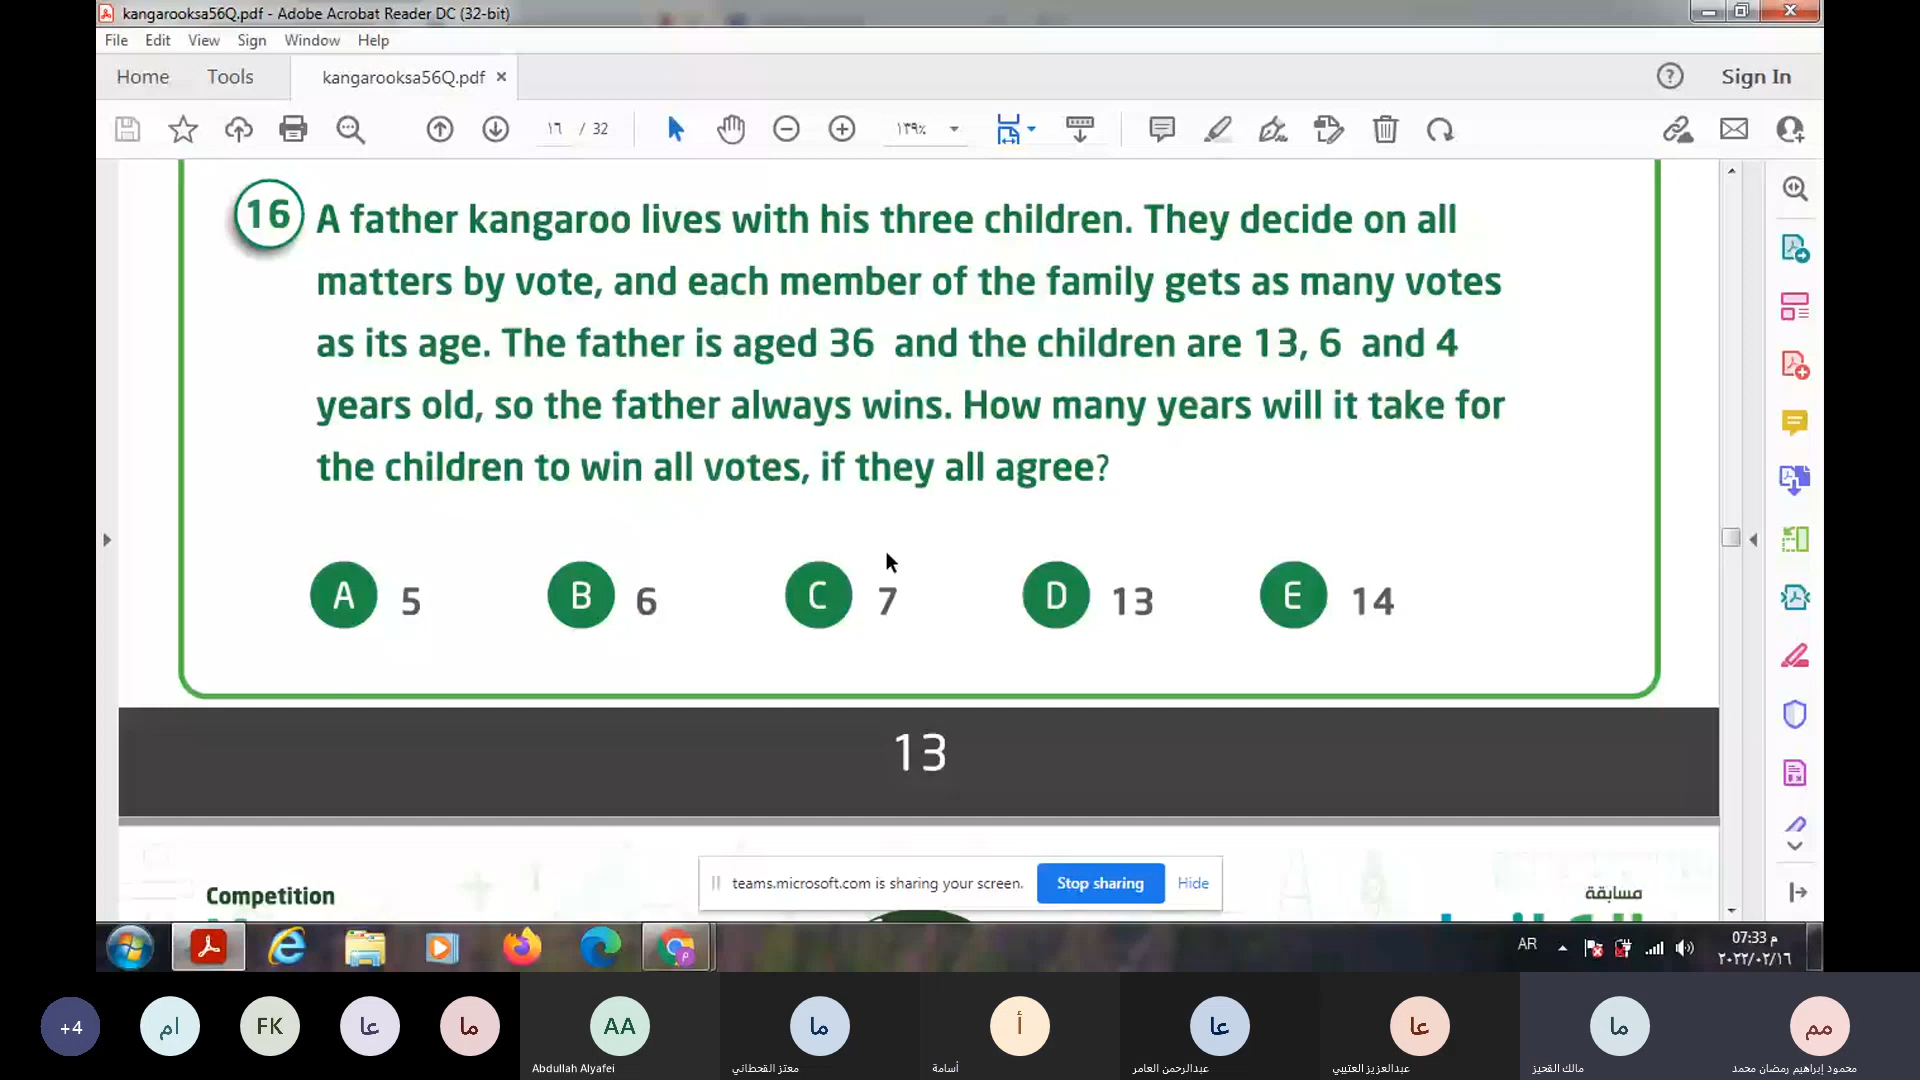 kangarooksa56Q.pdf - Adobe Acrobat Reader DC (32-bit)
File Edit View Sign Window Help
Home Tools kangarooksa56Q.pdf × Sign In
١٦ / 32 ١٣٩٪
16 A father kangaroo lives with his three children. They decide on all
matters by vote, and each member of the family gets as many votes
as its age. The father is aged 36 and the children are 13, 6 and 4
years old, so the father always wins. How many years will it take for
the children to win all votes, if they all agree?
A 5 B 6 C 7 D 13 E 14
13
Competition
مسابقة
teams.microsoft.com is sharing your screen. Stop sharing Hide
AR
07:33 م
٢٠٢٢/٠٢/١٦
+4 ام FK عا ما AA ما أ عا عا ما مم
Abdullah Alyafei معتز القحطاني أسامة عبدالرحمن العامر عبدالعزيز العتيبي مالك القحيز محمود إبراهيم رمضان محمد